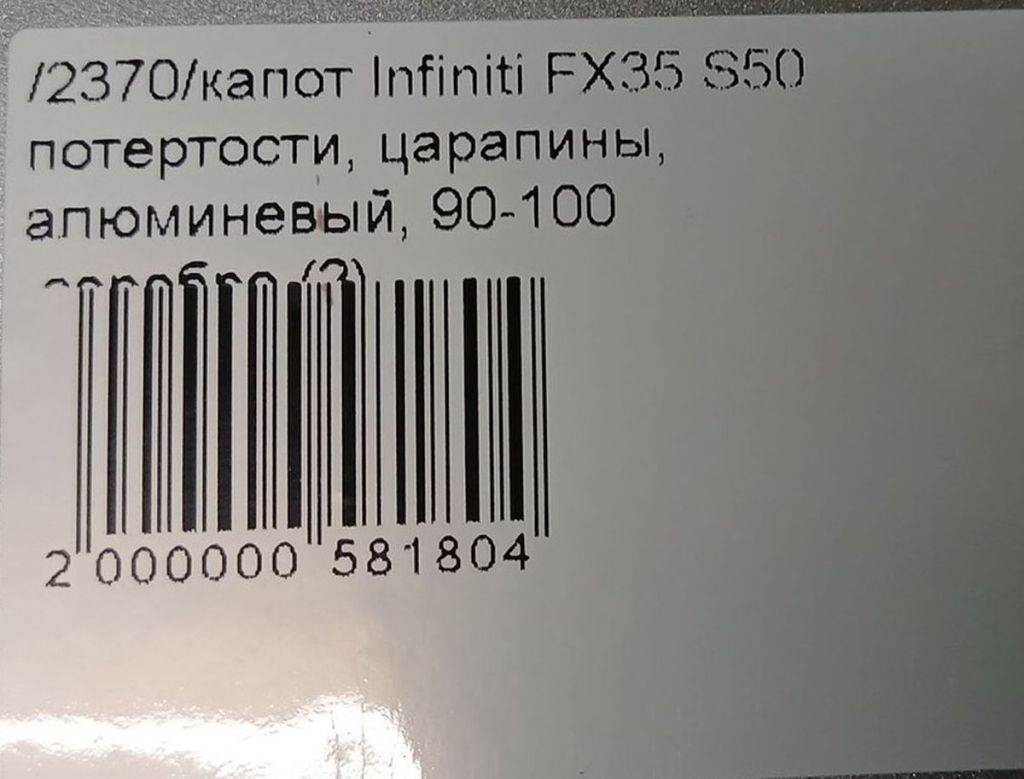 /2370/капот Infiniti FX35 S50
потертости, царапины,
алюминевый, 90-100
2 000000 581804